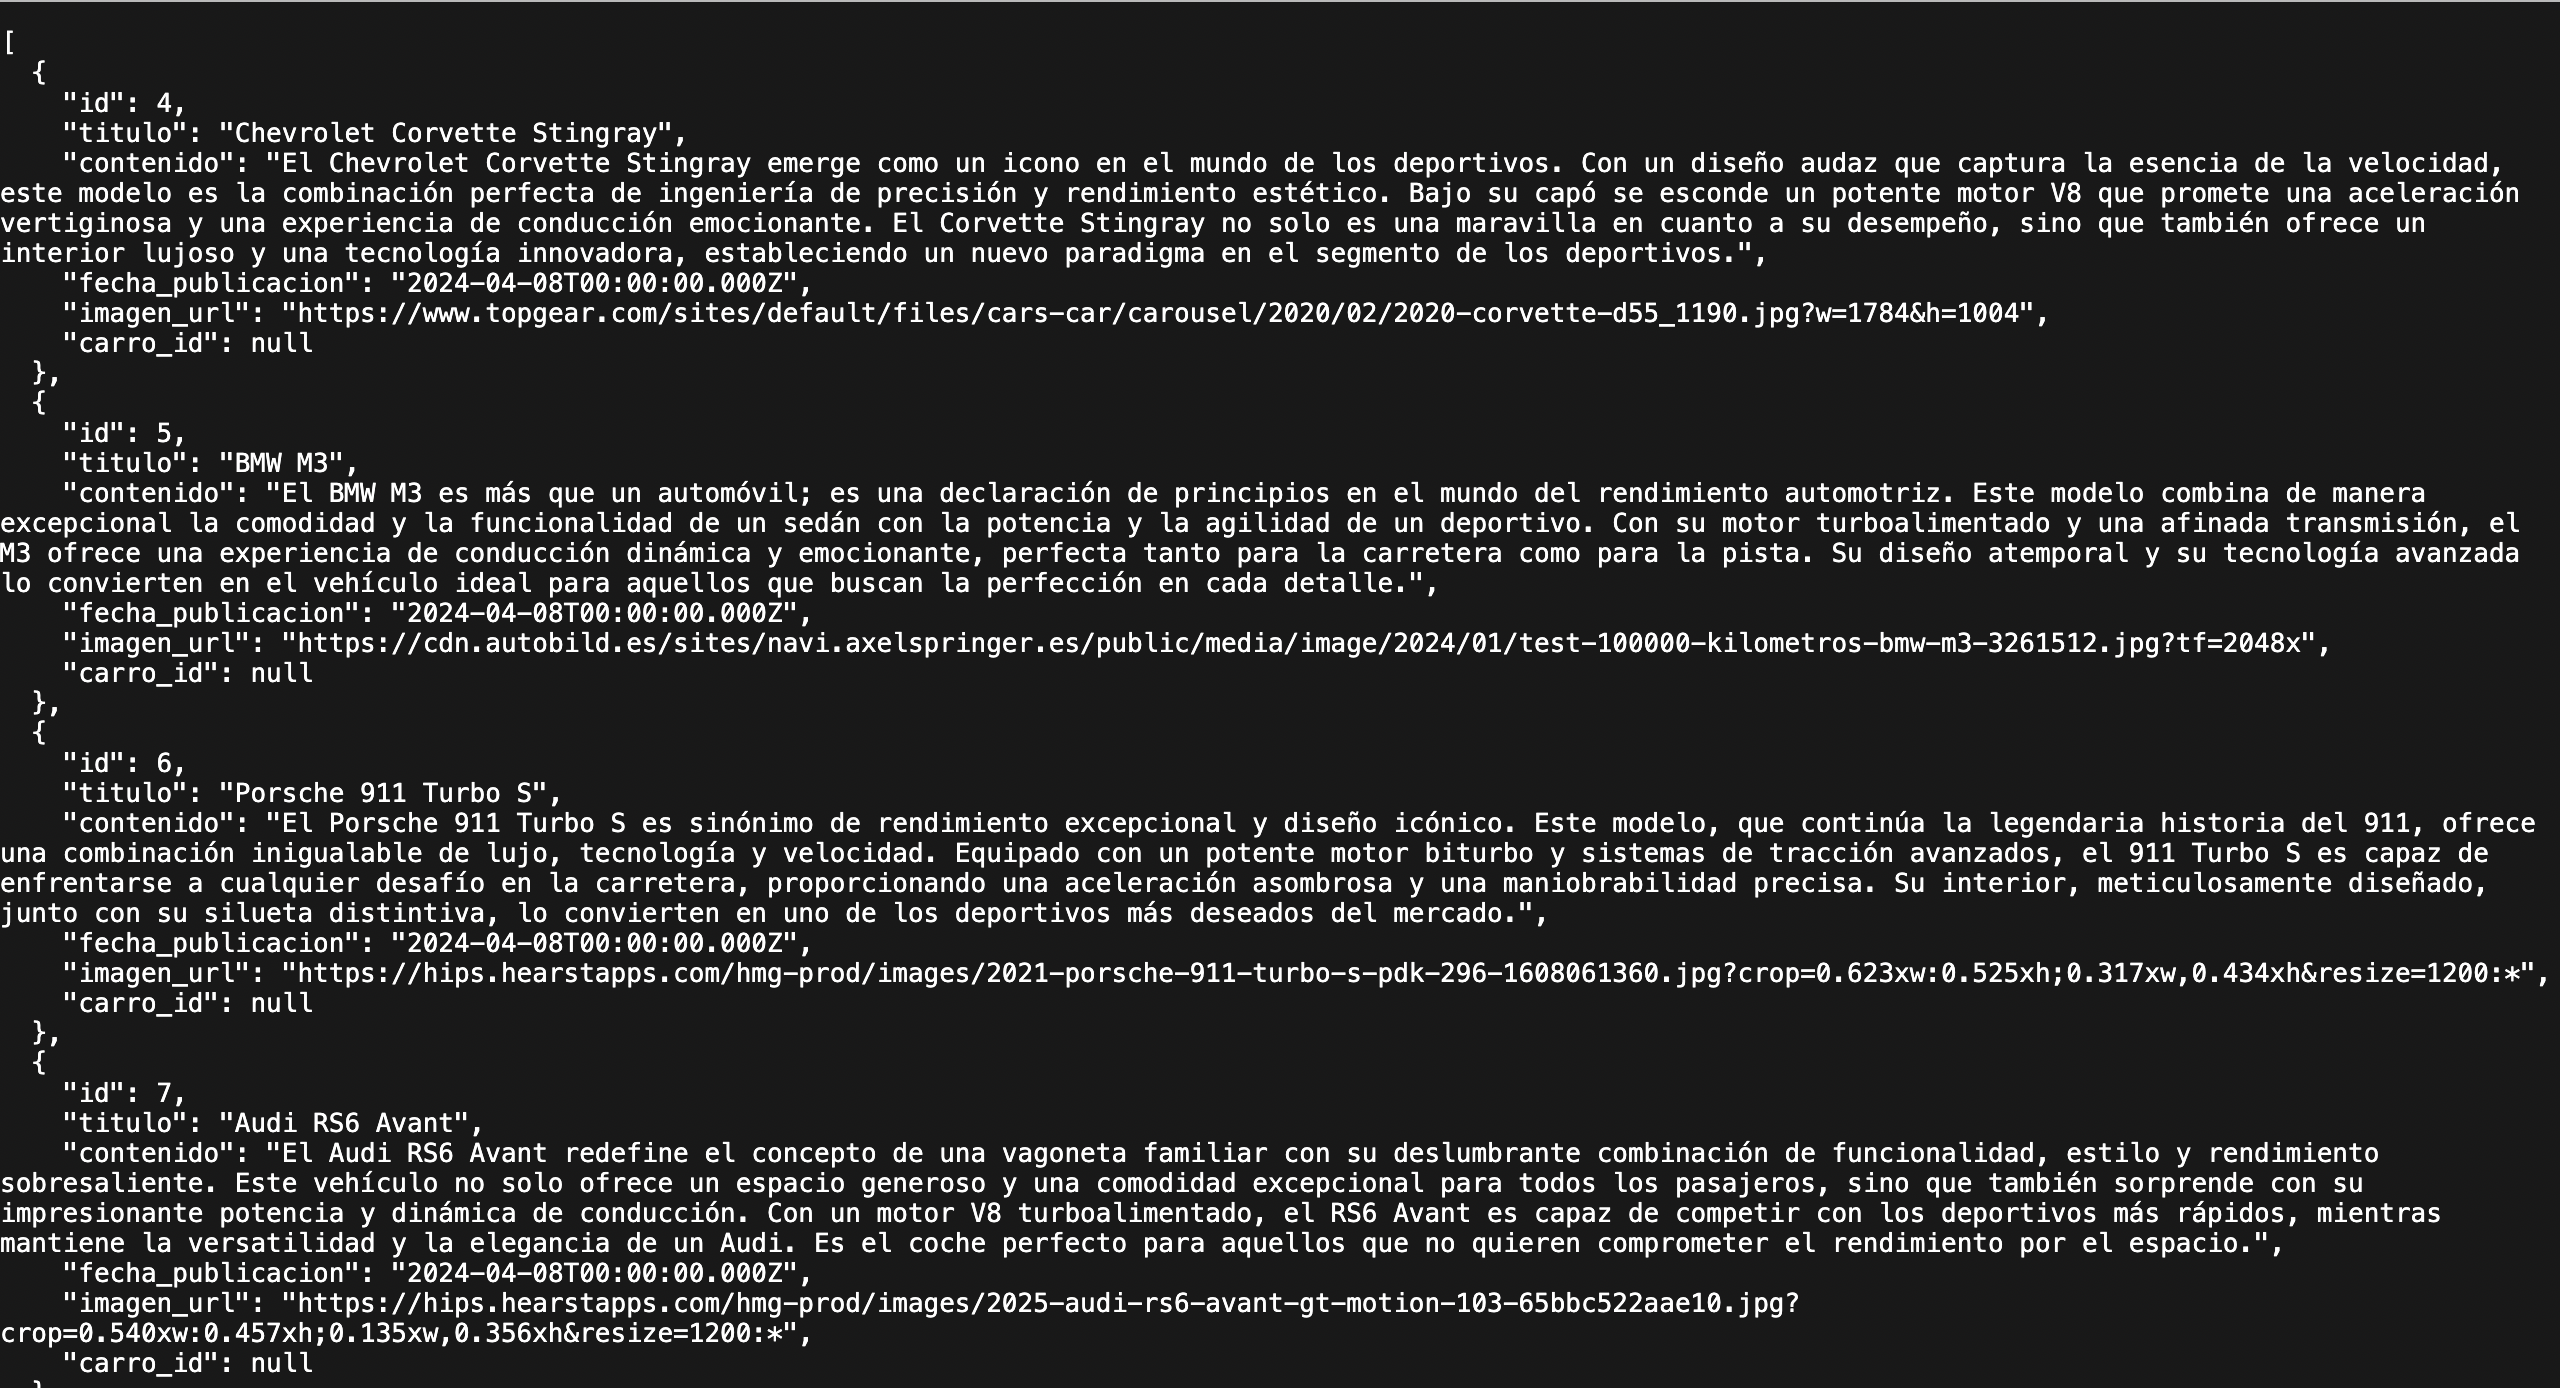 [
  {
    "id": 4,
    "titulo": "Chevrolet Corvette Stingray",
    "contenido": "El Chevrolet Corvette Stingray emerge como un icono en el mundo de los deportivos. Con un diseño audaz que captura la esencia de la velocidad,
este modelo es la combinación perfecta de ingeniería de precisión y rendimiento estético. Bajo su capó se esconde un potente motor V8 que promete una aceleración
vertiginosa y una experiencia de conducción emocionante. El Corvette Stingray no solo es una maravilla en cuanto a su desempeño, sino que también ofrece un
interior lujoso y una tecnología innovadora, estableciendo un nuevo paradigma en el segmento de los deportivos.",
    "fecha_publicacion": "2024-04-08T00:00:00.000Z",
    "imagen_url": "https://www.topgear.com/sites/default/files/cars-car/carousel/2020/02/2020-corvette-d55_1190.jpg?w=1784&h=1004",
    "carro_id": null
  },
  {
    "id": 5,
    "titulo": "BMW M3",
    "contenido": "El BMW M3 es más que un automóvil; es una declaración de principios en el mundo del rendimiento automotriz. Este modelo combina de manera
excepcional la comodidad y la funcionalidad de un sedán con la potencia y la agilidad de un deportivo. Con su motor turboalimentado y una afinada transmisión, el
M3 ofrece una experiencia de conducción dinámica y emocionante, perfecta tanto para la carretera como para la pista. Su diseño atemporal y su tecnología avanzada
lo convierten en el vehículo ideal para aquellos que buscan la perfección en cada detalle.",
    "fecha_publicacion": "2024-04-08T00:00:00.000Z",
    "imagen_url": "https://cdn.autobild.es/sites/navi.axelspringer.es/public/media/image/2024/01/test-100000-kilometros-bmw-m3-3261512.jpg?tf=2048x",
    "carro_id": null
  },
  {
    "id": 6,
    "titulo": "Porsche 911 Turbo S",
    "contenido": "El Porsche 911 Turbo S es sinónimo de rendimiento excepcional y diseño icónico. Este modelo, que continúa la legendaria historia del 911, ofrece
una combinación inigualable de lujo, tecnología y velocidad. Equipado con un potente motor biturbo y sistemas de tracción avanzados, el 911 Turbo S es capaz de
enfrentarse a cualquier desafío en la carretera, proporcionando una aceleración asombrosa y una maniobrabilidad precisa. Su interior, meticulosamente diseñado,
junto con su silueta distintiva, lo convierten en uno de los deportivos más deseados del mercado.",
    "fecha_publicacion": "2024-04-08T00:00:00.000Z",
    "imagen_url": "https://hips.hearstapps.com/hmg-prod/images/2021-porsche-911-turbo-s-pdk-296-1608061360.jpg?crop=0.623xw:0.525xh;0.317xw,0.434xh&resize=1200:*",
    "carro_id": null
  },
  {
    "id": 7,
    "titulo": "Audi RS6 Avant",
    "contenido": "El Audi RS6 Avant redefine el concepto de una vagoneta familiar con su deslumbrante combinación de funcionalidad, estilo y rendimiento
sobresaliente. Este vehículo no solo ofrece un espacio generoso y una comodidad excepcional para todos los pasajeros, sino que también sorprende con su
impresionante potencia y dinámica de conducción. Con un motor V8 turboalimentado, el RS6 Avant es capaz de competir con los deportivos más rápidos, mientras
mantiene la versatilidad y la elegancia de un Audi. Es el coche perfecto para aquellos que no quieren comprometer el rendimiento por el espacio.",
    "fecha_publicacion": "2024-04-08T00:00:00.000Z",
    "imagen_url": "https://hips.hearstapps.com/hmg-prod/images/2025-audi-rs6-avant-gt-motion-103-65bbc522aae10.jpg?
crop=0.540xw:0.457xh;0.135xw,0.356xh&resize=1200:*",
    "carro_id": null